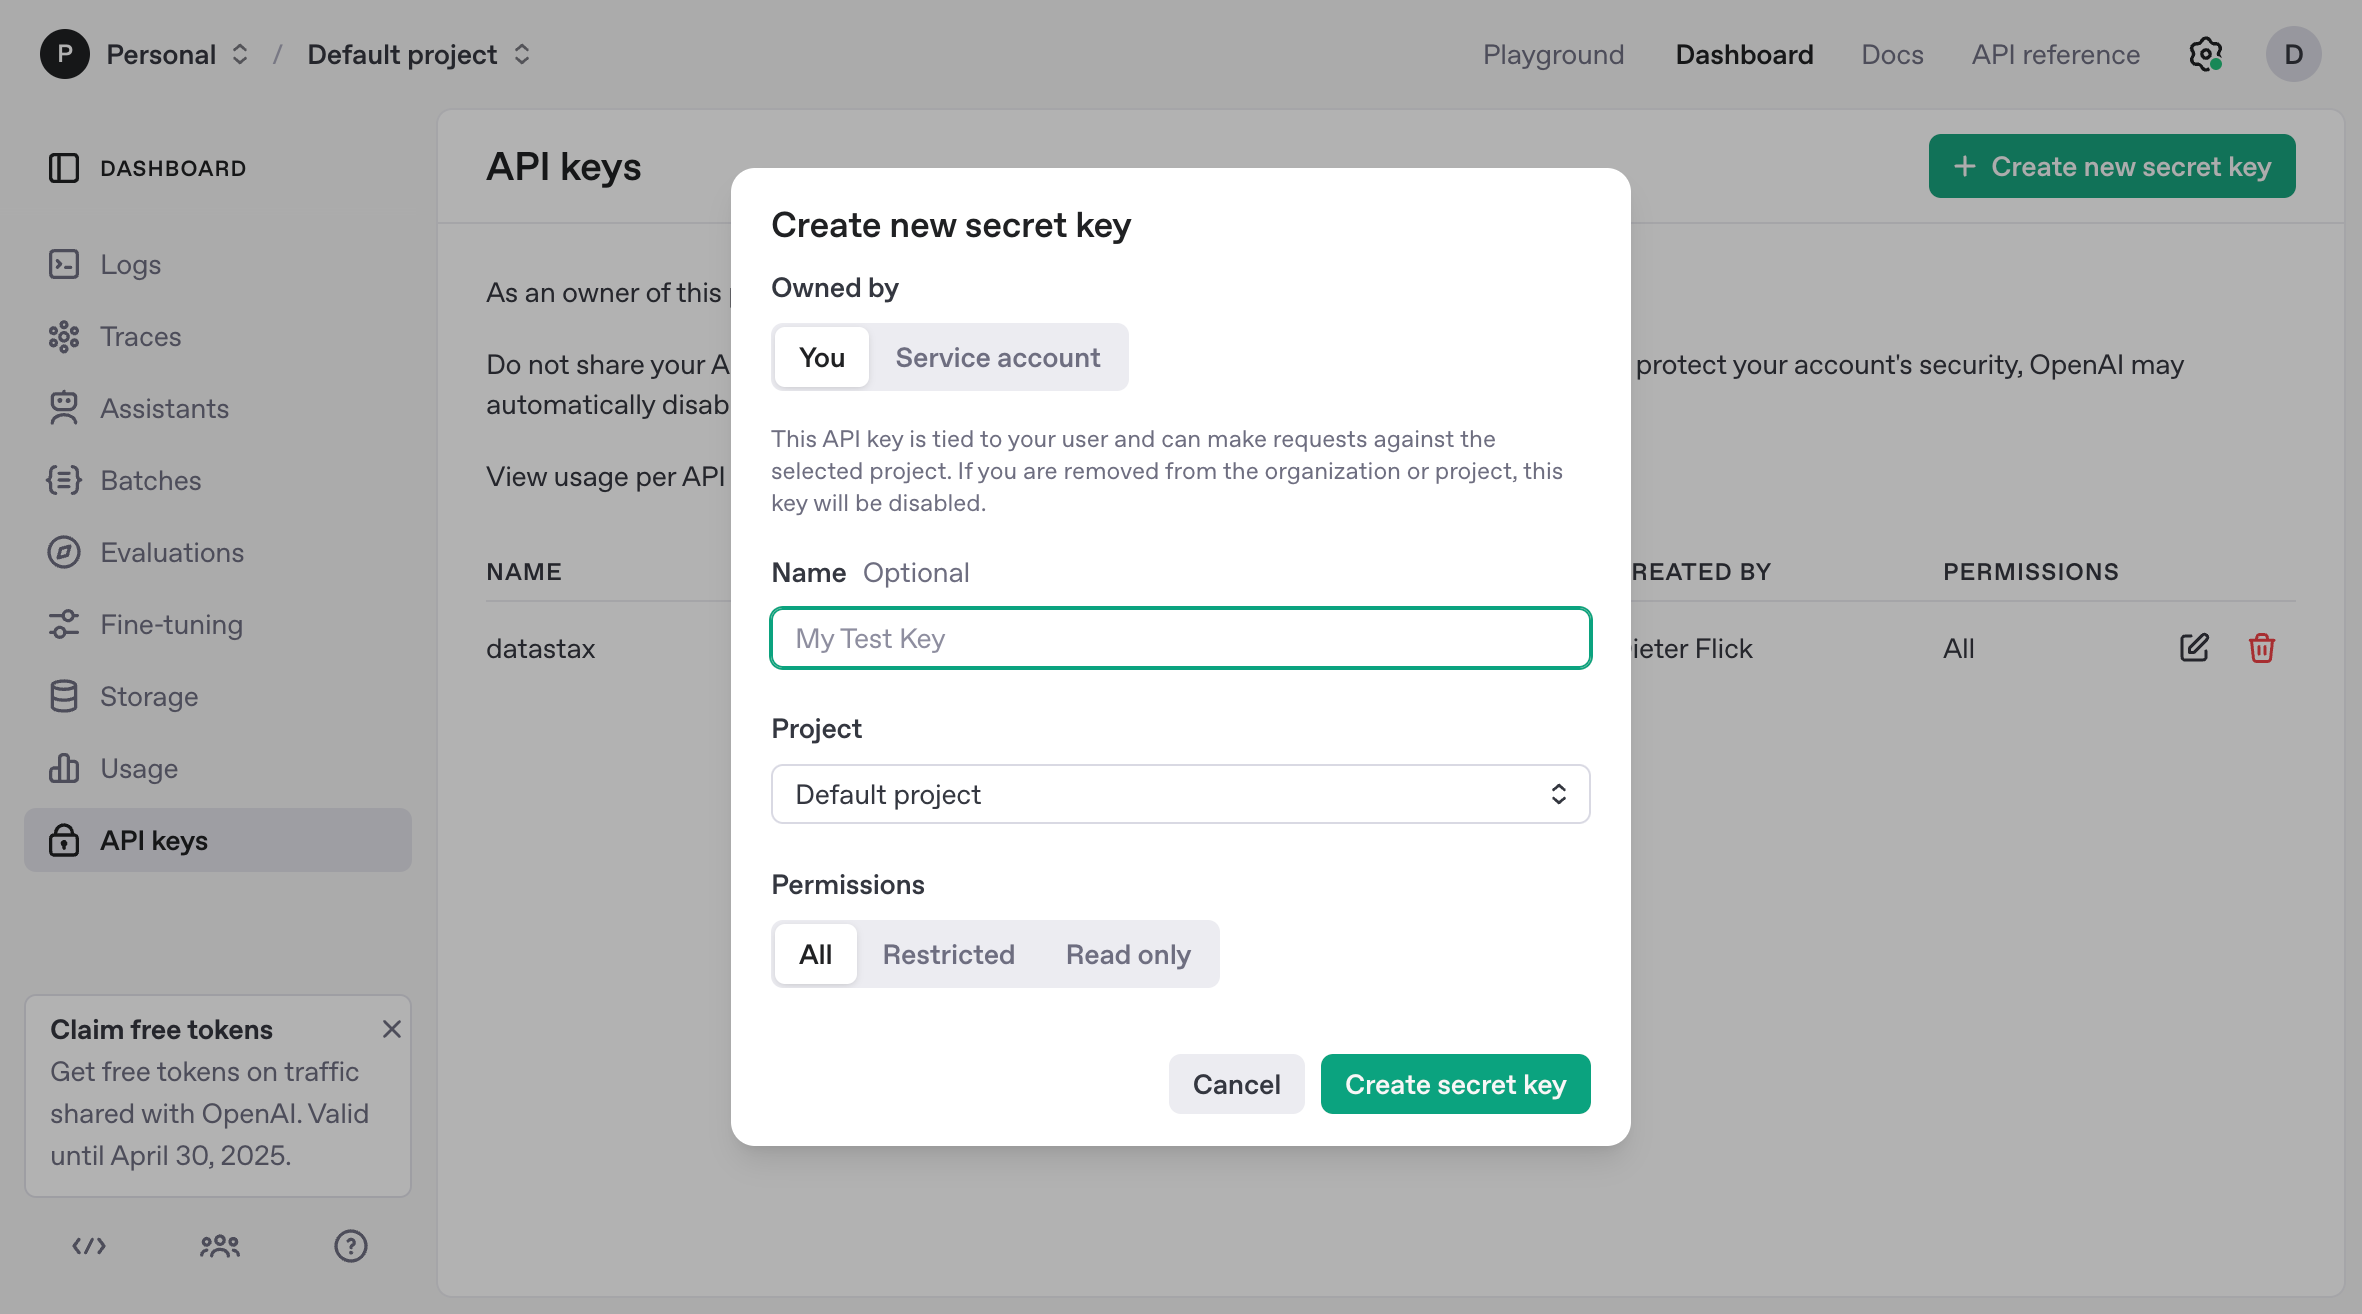 P Personal / Default project
Playground Dashboard Docs API reference D
DASHBOARD
Logs
Traces
Assistants
Batches
Evaluations
Fine-tuning
Storage
Usage
API keys
Claim free tokens
Get free tokens on traffic
shared with OpenAI. Valid
until April 30, 2025.
API keys
+ Create new secret key
As an owner of this
Do not share your A
protect your account's security, OpenAI may
automatically disab
View usage per API
NAME
REATED BY
PERMISSIONS
datastax
ieter Flick
All
Create new secret key
Owned by
You Service account
This API key is tied to your user and can make requests against the
selected project. If you are removed from the organization or project, this
key will be disabled.
Name Optional
My Test Key
Project
Default project
Permissions
All Restricted Read only
Cancel Create secret key